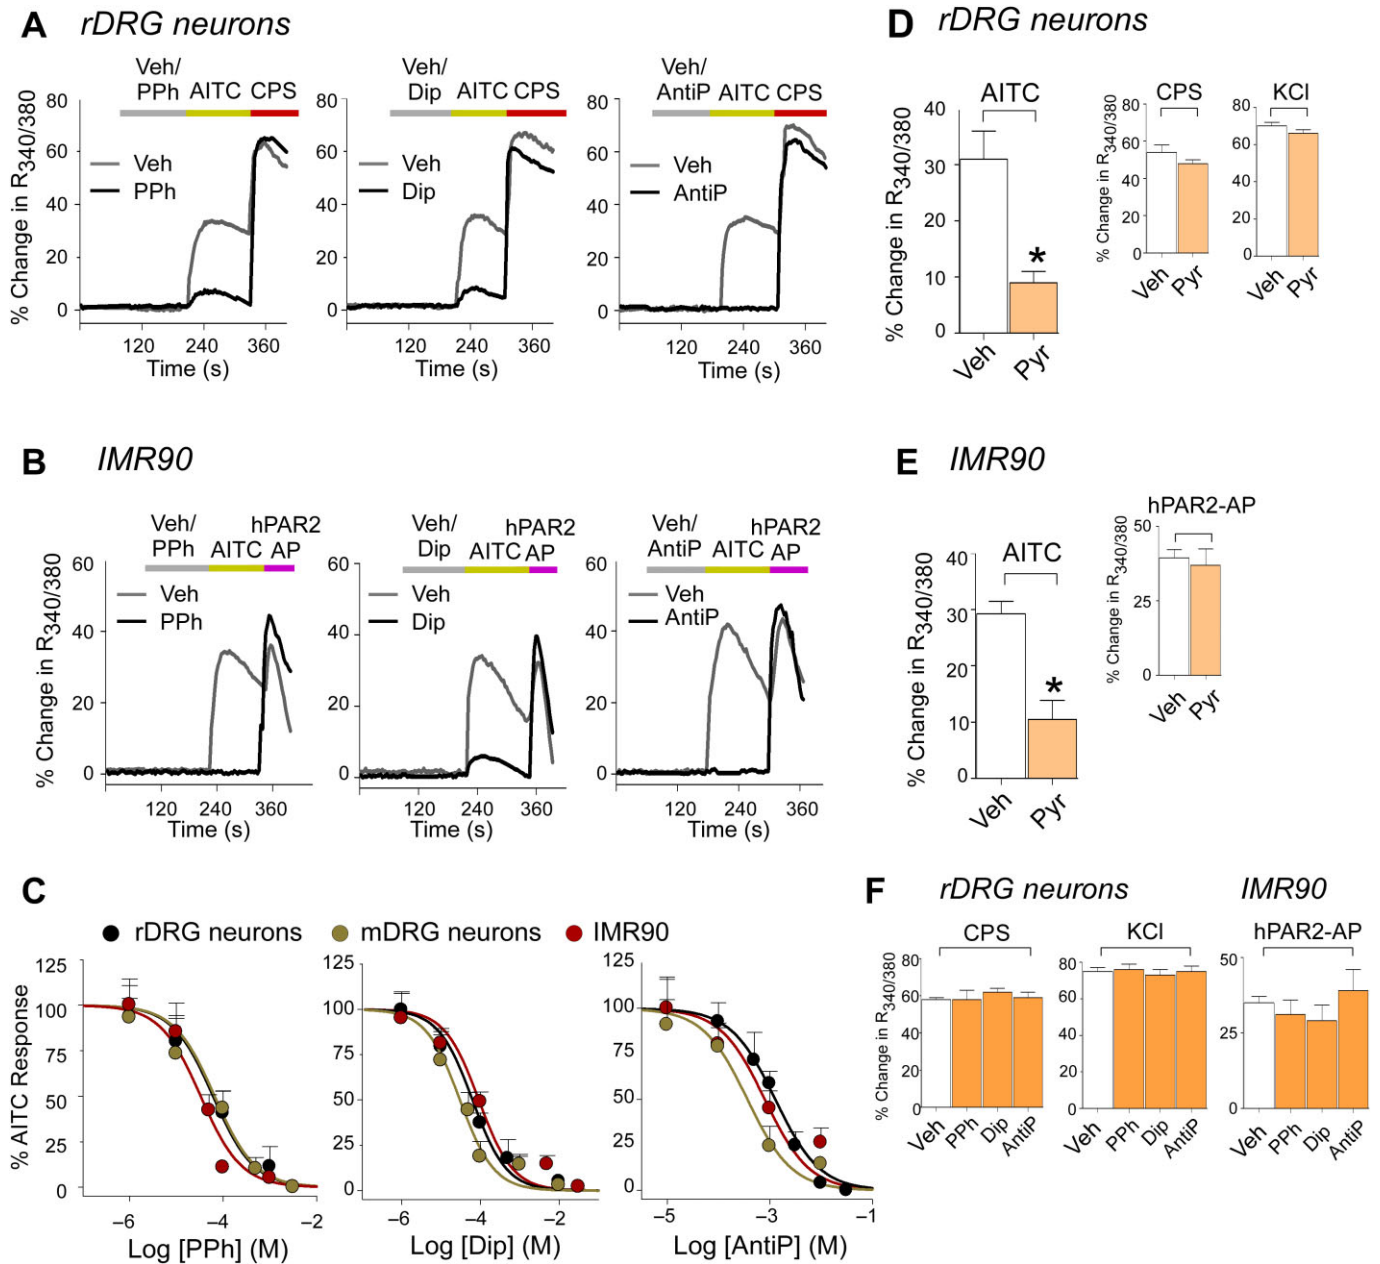 A rDRG neurons
Veh/ PPh AITC CPS
Veh/ Dip AITC CPS
Veh/ AntiP AITC CPS
% Change in R340/380
80 60 40 20 0
Veh
PPh
120 240 360
Time (s)
80 60 40 20 0
Veh
Dip
120 240 360
Time (s)
80 60 40 20 0
Veh
AntiP
120 240 360
Time (s)
D rDRG neurons
AITC
% Change in R340/380
40 30 20 10 0
*
Veh Pyr
CPS
% Change in R340/380
80 60 40 20 0
Veh Pyr
KCl
80 60 40 20 0
Veh Pyr
B IMR90
Veh/ PPh AITC hPAR2 AP
Veh/ Dip AITC hPAR2 AP
Veh/ AntiP AITC hPAR2 AP
% Change in R340/380
60 40 20 0
Veh
PPh
120 240 360
Time (s)
60 40 20 0
Veh
Dip
120 240 360
Time (s)
60 40 20 0
Veh
AntiP
120 240 360
Time (s)
E IMR90
AITC
% Change in R340/380
40 30 20 10 0
*
Veh Pyr
hPAR2-AP
% Change in R340/380
50 25 0
Veh Pyr
C
rDRG neurons mDRG neurons IMR90
% AITC Response
125 100 75 50 25 0
–6 –4 –2
Log [PPh] (M)
125 100 75 50 25 0
–6 –4 –2
Log [Dip] (M)
125 100 75 50 25 0
–5 –3 –1
Log [AntiP] (M)
F rDRG neurons IMR90
CPS
% Change in R340/380
80 60 40 20 0
Veh PPh Dip AntiP
KCl
80 60 40 20 0
Veh PPh Dip AntiP
hPAR2-AP
50 25 0
Veh PPh Dip AntiP